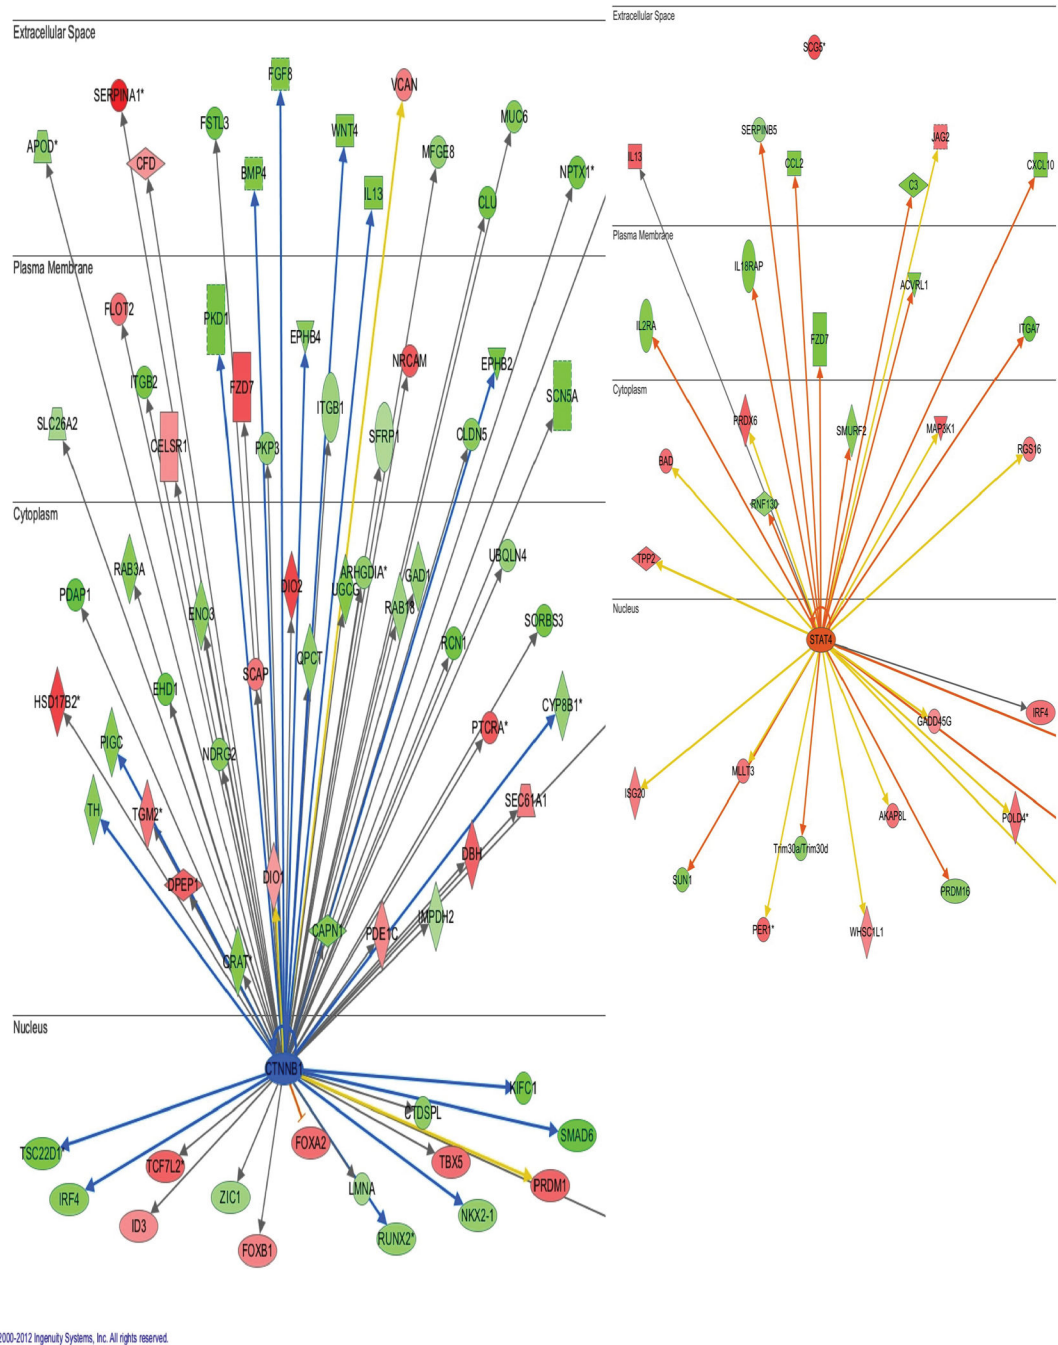 Extracellular Space
FGF8
SERPINA1*
VCAN
FSTL3
MUC6
WNT4
APOD*
CFD
MFGE8
BMP4
NPTX1*
IL13
CLU
Plasma Membrane
FLOT2
PKD1
EPHB4
NRCAM
EPHB2
ITGB2
FZD7
ITGB1
SCN5A
SLC26A2
SFRP1
CELSR1
PKP3
CLDN5
Cytoplasm
UBQLN4
RAB3A
ARHGDIA*
GAD1
DIO2
UGCG
PDAP1
RAB18
ENO3
SORBS3
RCN1
QPCT
SCAP
EHD1
HSD17B2*
CYP8B1*
PTCRA*
PIGC
NDRG2
SEC61A1
TH
TGM2*
DBH
DIO1
DPEP1
IMPDH2
CAPN1
PDE1C
CRAT*
Nucleus
CTNNB1
KIFC1
CTDSPL
SMAD6
FOXA2
TSC22D1*
TCF7L2*
TBX5
PRDM1
LMNA
IRF4
ZIC1
NKX2-1
ID3
RUNX2*
FOXB1
2000-2012 Ingenuity Systems, Inc. All rights reserved.
Extracellular Space
SCG5*
SERPINB5
JAG2
IL13
CCL2
CXCL10
C3
Plasma Membrane
IL18RAP
ACVRL1
IL2RA
FZD7
ITGA7
Cytoplasm
PRDX6
SMURF2
MAP3K1
RGS16
BAD
RNF130
TPP2
Nucleus
STAT4
IRF4
GADD45G
MLLT3
ISG20
AKAP8L
POLD4*
Trim30a/Trim30d
SUN1
PRDM16
PER1*
WHSC1L1